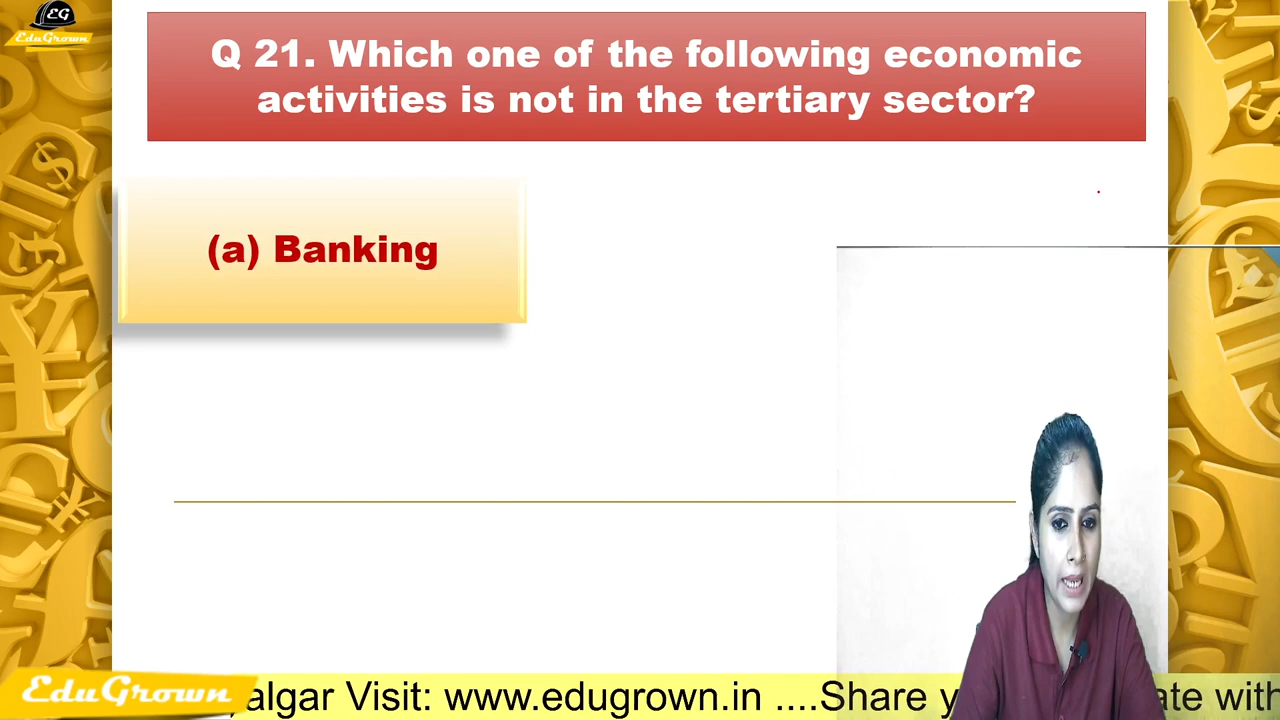 EG
EduGrown
Q 21. Which one of the following economic
activities is not in the tertiary sector?
(a) Banking
EduGrown
algar Visit: www.edugrown.in ....Share y
ate with